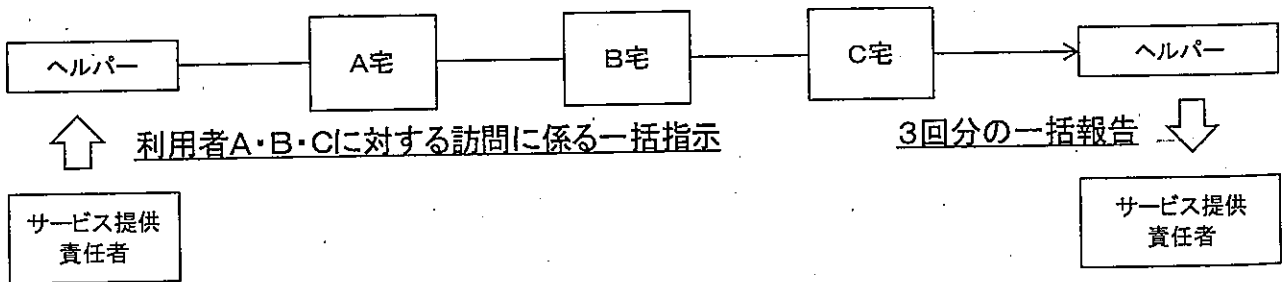 ヘルパー
A宅
B宅
C宅
ヘルパー
利用者A・B・Cに対する訪問に係る一括指示
3回分の一括報告
サービス提供
責任者
サービス提供
責任者